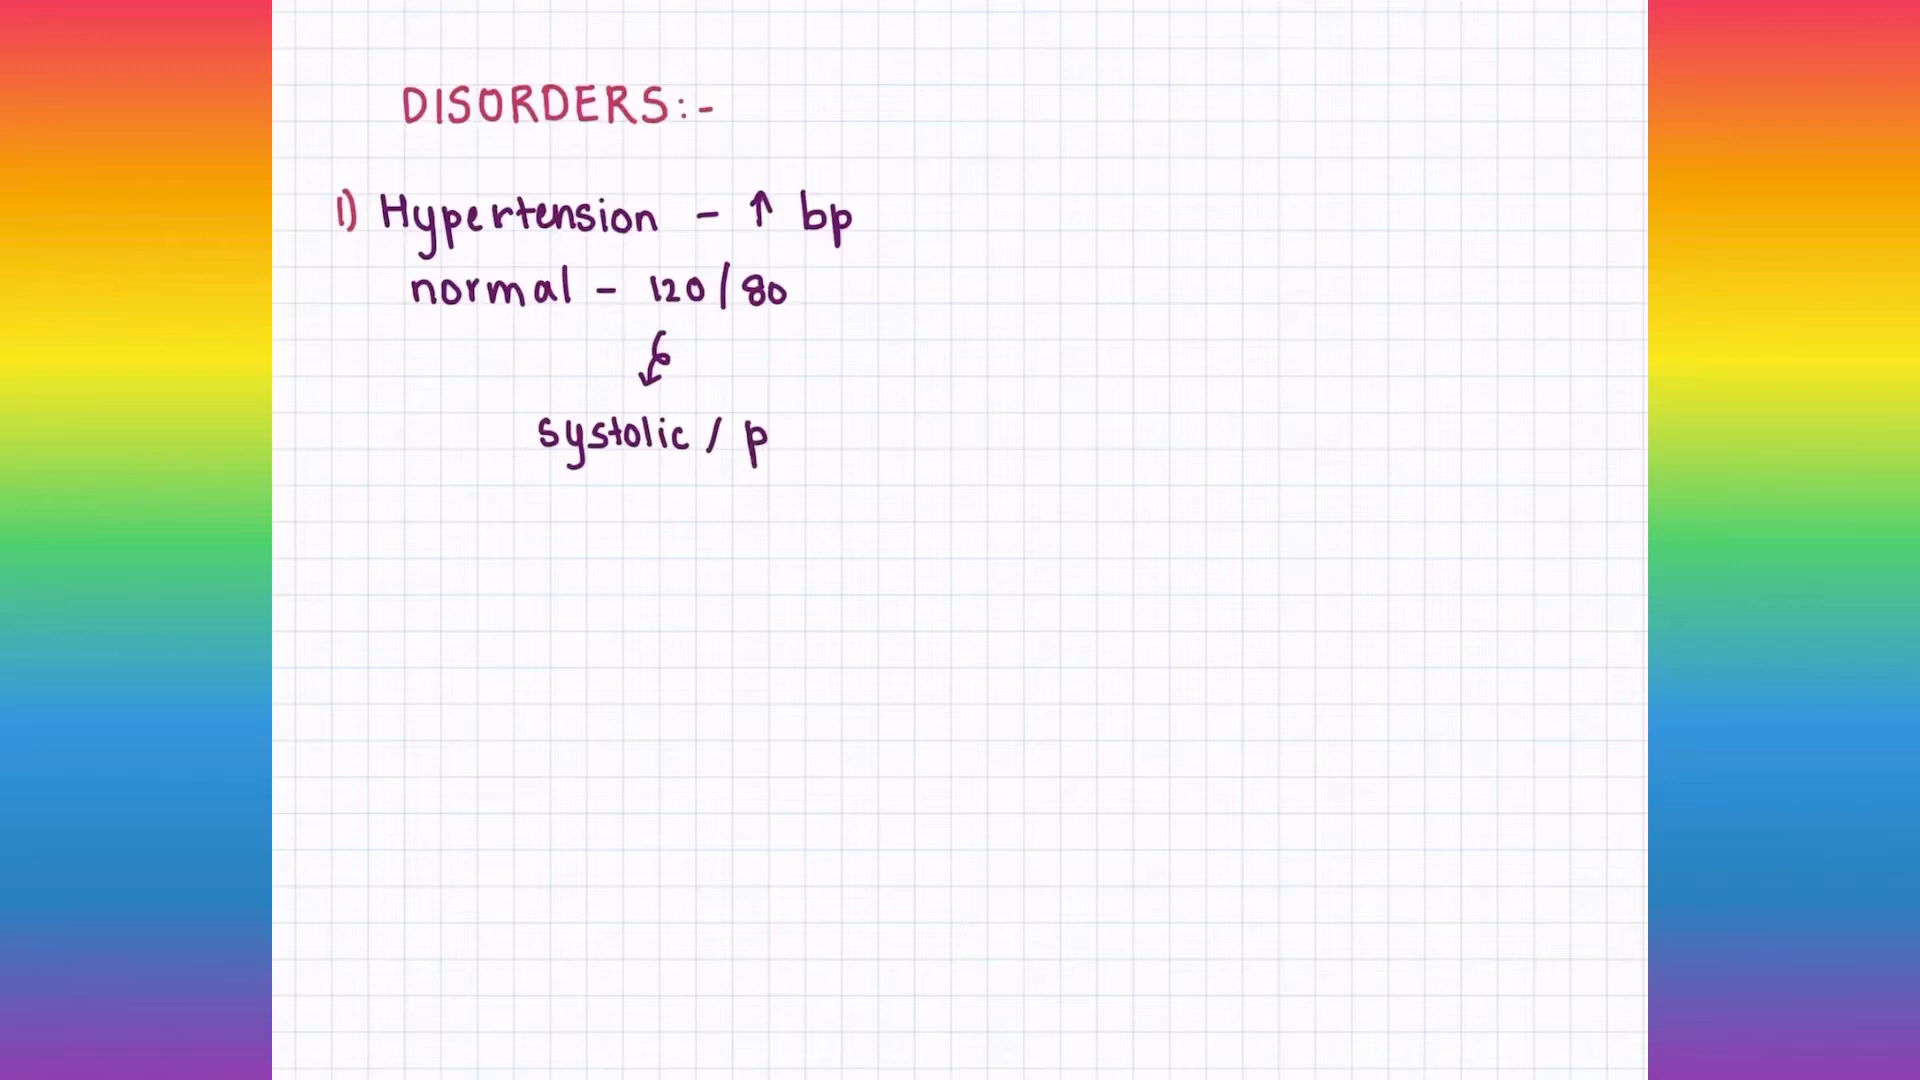 DISORDERS:-
1) Hypertension - ↑ bp
normal - 120/80
systolic / p